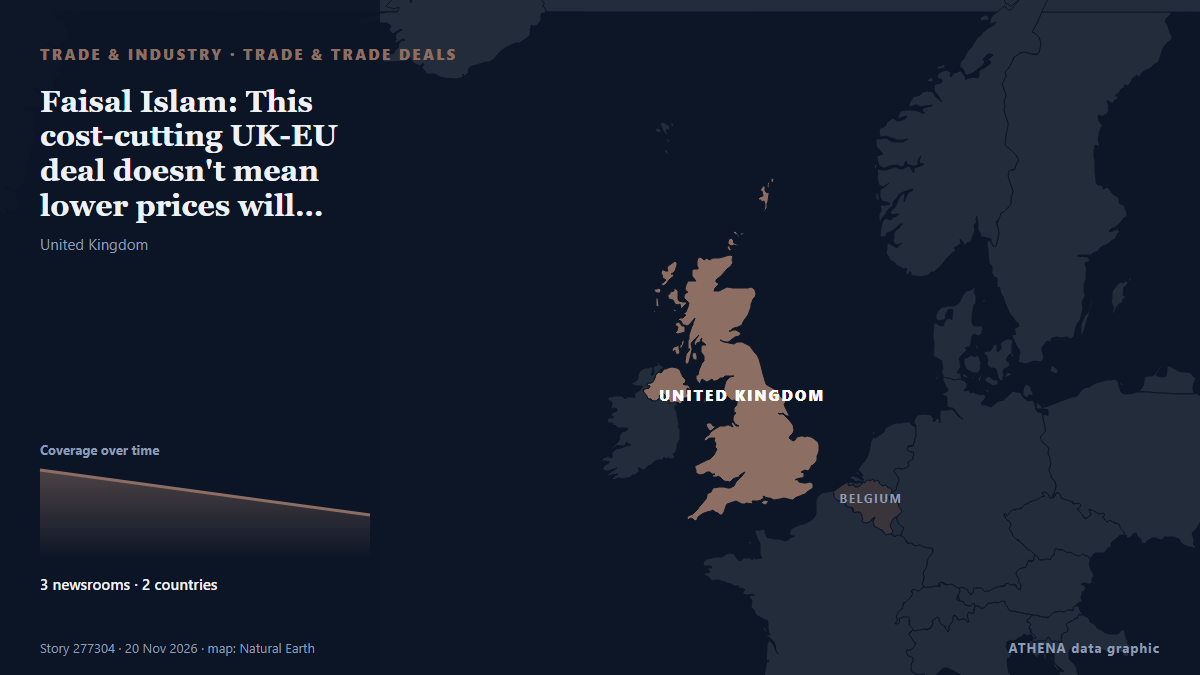 TRADE & INDUSTRY · TRADE & TRADE DEALS
Faisal Islam: This
cost-cutting UK-EU
deal doesn't mean
lower prices will...
United Kingdom
UNITED KINGDOM
BELGIUM
Coverage over time
3 newsrooms · 2 countries
Story 277304 · 20 Nov 2026 · map: Natural Earth
ATHENA data graphic